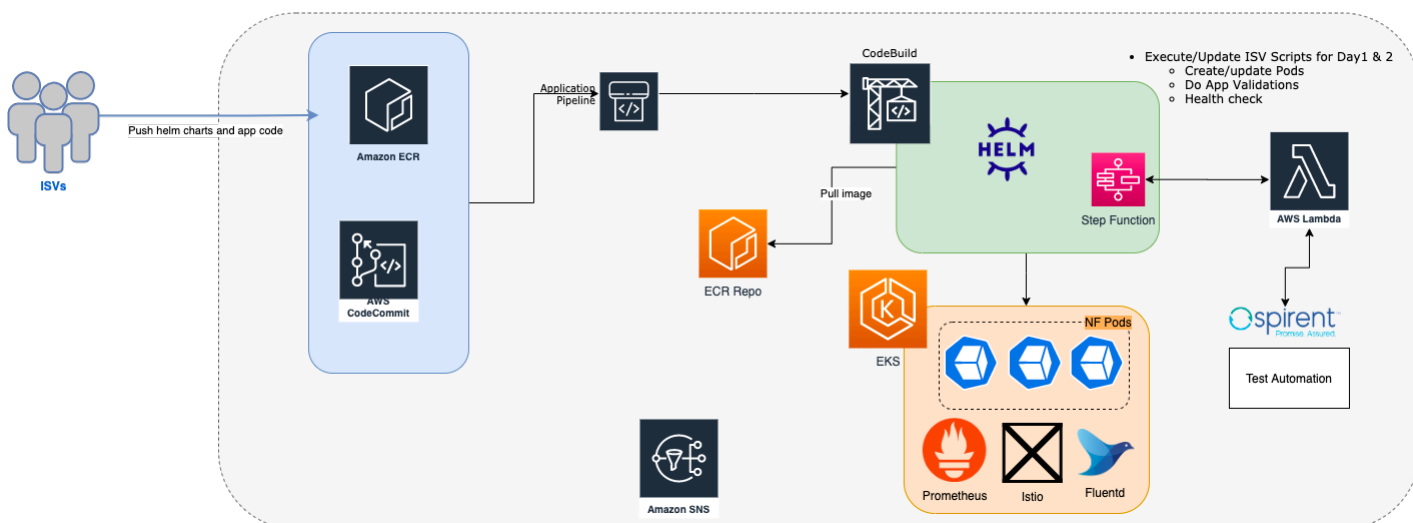 CodeBuild
Execute/Update ISV Scripts for Day1 & 2
Create/update Pods
Do App Validations
Health check
Application
Pipeline
Push helm charts and app code
Amazon ECR
HELM
ISVs
Pull image
Step Function
AWS Lambda
AWS
CodeCommit
ECR Repo
spirent™
Promise. Assured.
NF Pods
K
EKS
Test Automation
Prometheus
Istio
Fluentd
Amazon SNS